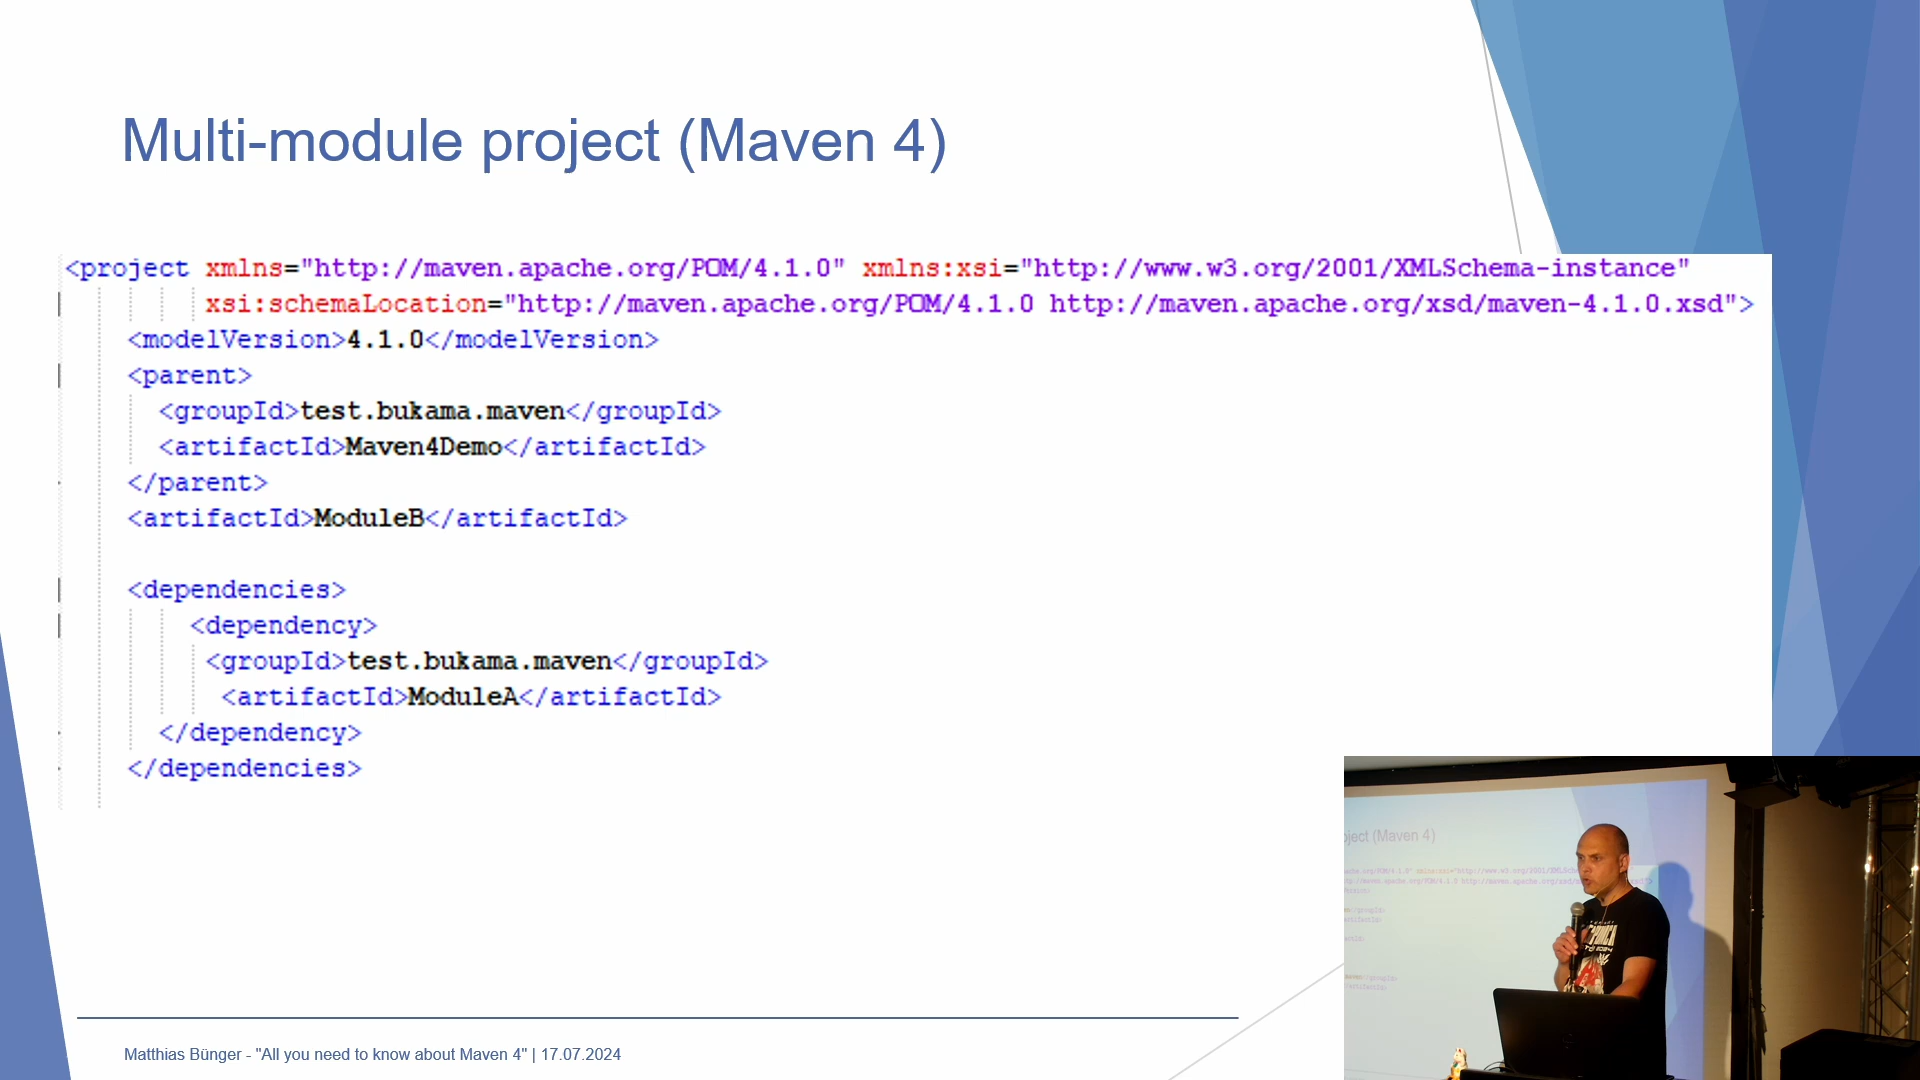 Multi-module project (Maven 4)
<project xmlns="http://maven.apache.org/POM/4.1.0" xmlns:xsi="http://www.w3.org/2001/XMLSchema-instance"
xsi:schemaLocation="http://maven.apache.org/POM/4.1.0 http://maven.apache.org/xsd/maven-4.1.0.xsd">
<modelVersion>4.1.0</modelVersion>
<parent>
<groupId>test.bukama.maven</groupId>
<artifactId>Maven4Demo</artifactId>
</parent>
<artifactId>ModuleB</artifactId>
<dependencies>
<dependency>
<groupId>test.bukama.maven</groupId>
<artifactId>ModuleA</artifactId>
</dependency>
</dependencies>
ject (Maven 4)
Matthias Bünger - "All you need to know about Maven 4" | 17.07.2024